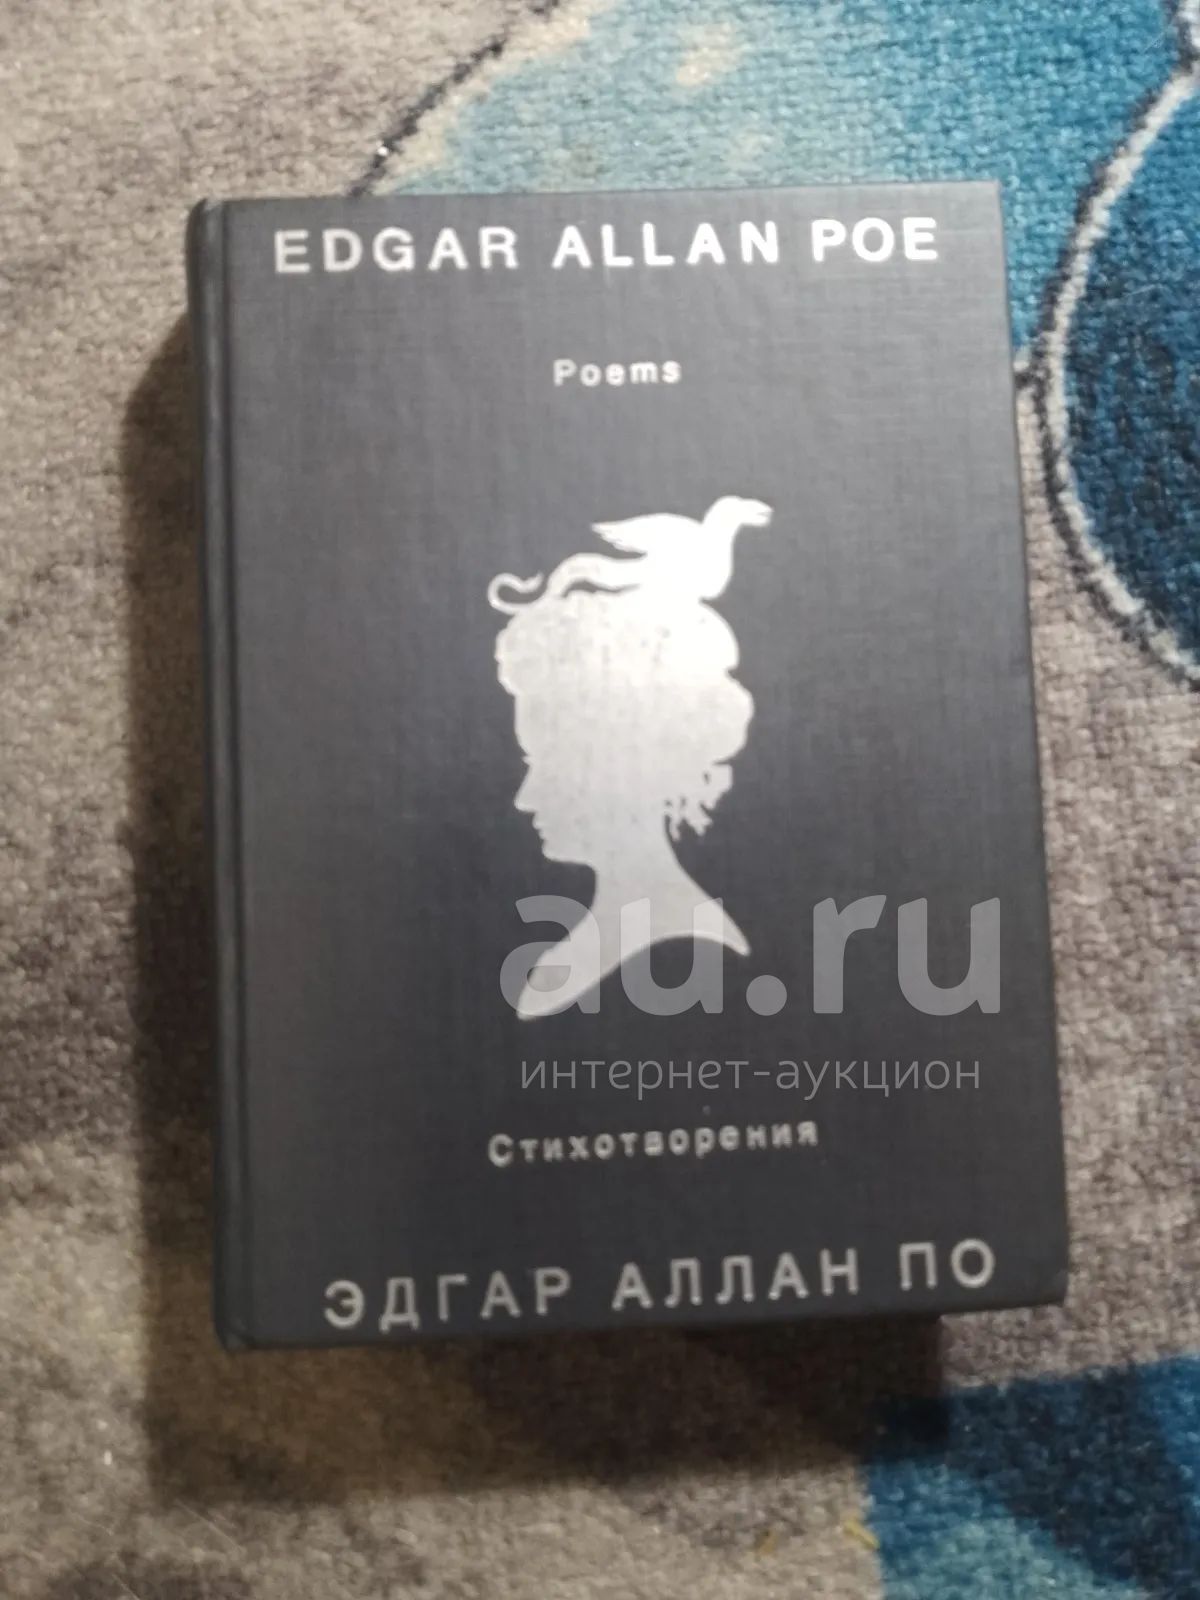 EDGAR ALLAN POE
Poems
au.ru
интернет-аукцион
Стихотворения
ЭДГАР АЛЛАН ПО